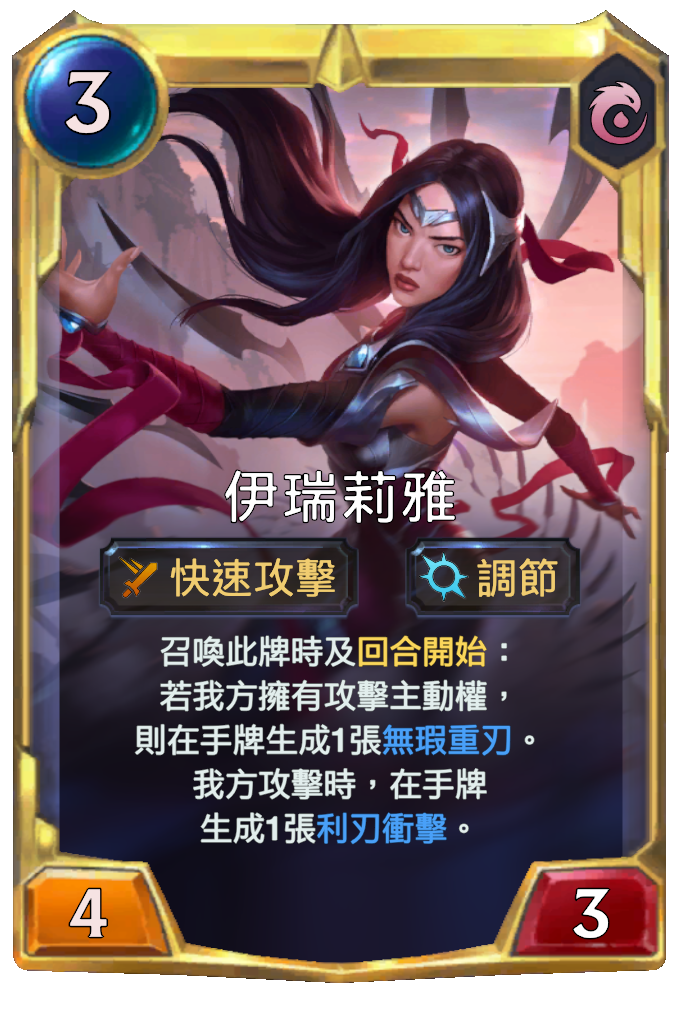 3
伊瑞莉雅
快速攻擊 調節
召喚此牌時及回合開始：
若我方擁有攻擊主動權，
則在手牌生成1張無瑕重刃。
我方攻擊時，在手牌
生成1張利刃衝擊。
4 3